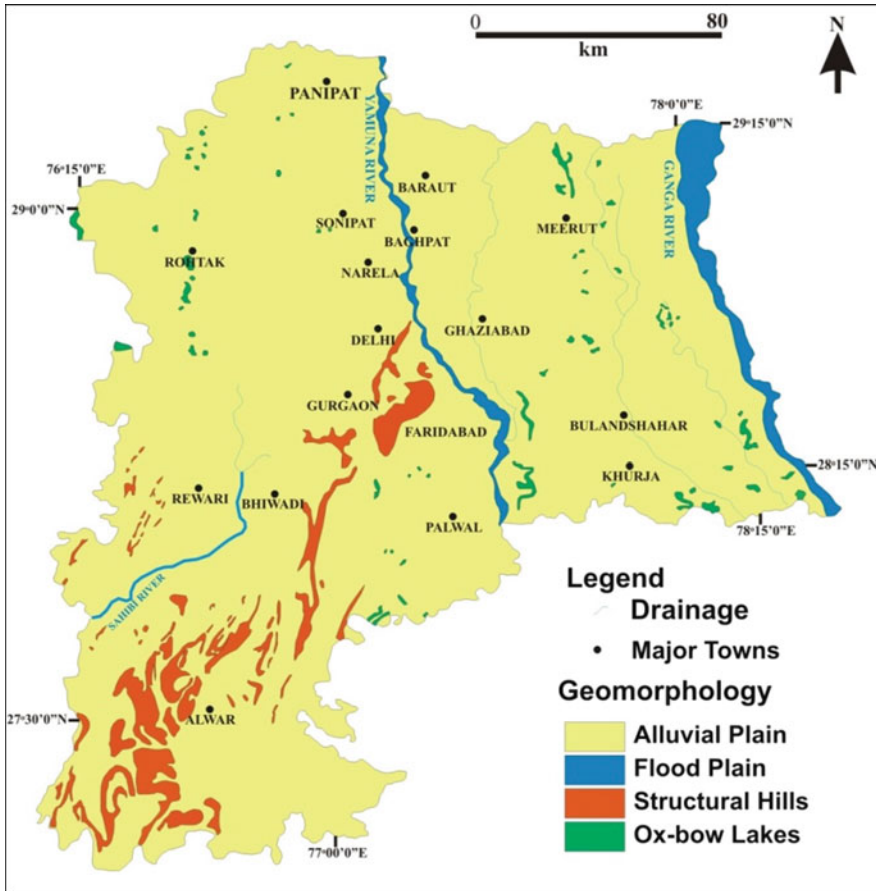 0 80
km
N
PANIPAT
YAMUNA RIVER
78°0'0"E
29°15'0"N
76°15'0"E
29°0'0"N
BARAUT
SONIPAT
BAGHPAT
MEERUT
GANGA RIVER
ROHTAK
NARELA
DELHI
GHAZIABAD
GURGAON
FARIDABAD
BULANDSHAHAR
28°15'0"N
KHURJA
REWARI
BHIWADI
PALWAL
78°15'0"E
SAHIBI RIVER
27°30'0"N
ALWAR
77°0'0"E
Legend
Drainage
Major Towns
Geomorphology
Alluvial Plain
Flood Plain
Structural Hills
Ox-bow Lakes